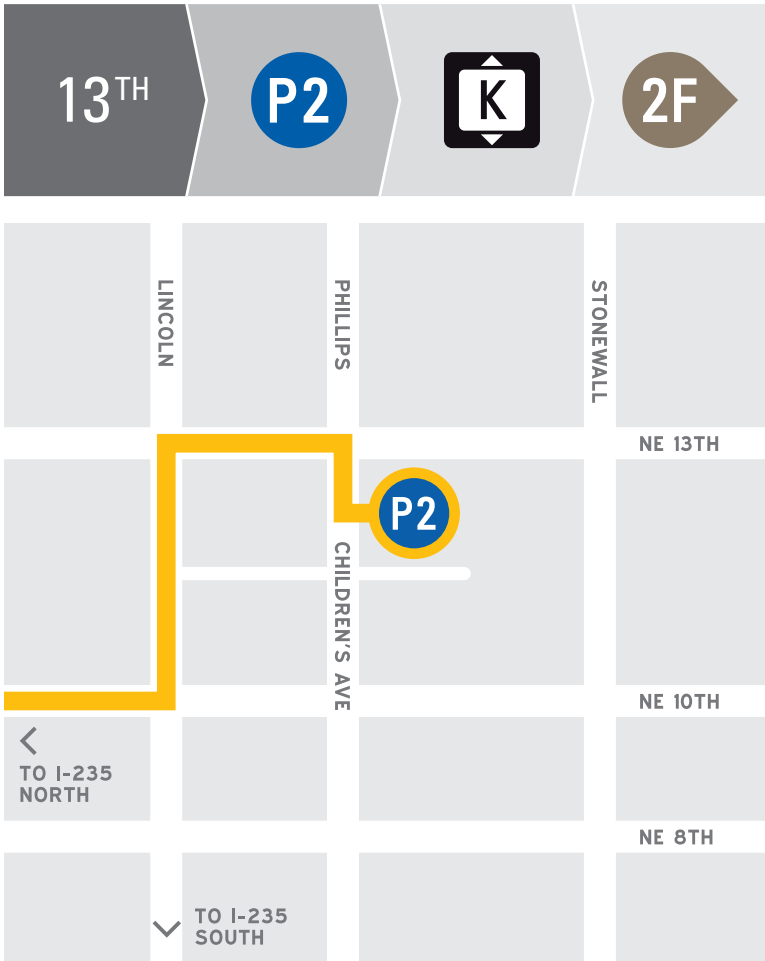 13TH
P2
K
2F
LINCOLN
PHILLIPS
STONEWALL
NE 13TH
P2
CHILDREN'S AVE
NE 10TH
TO I-235
NORTH
NE 8TH
TO I-235
SOUTH